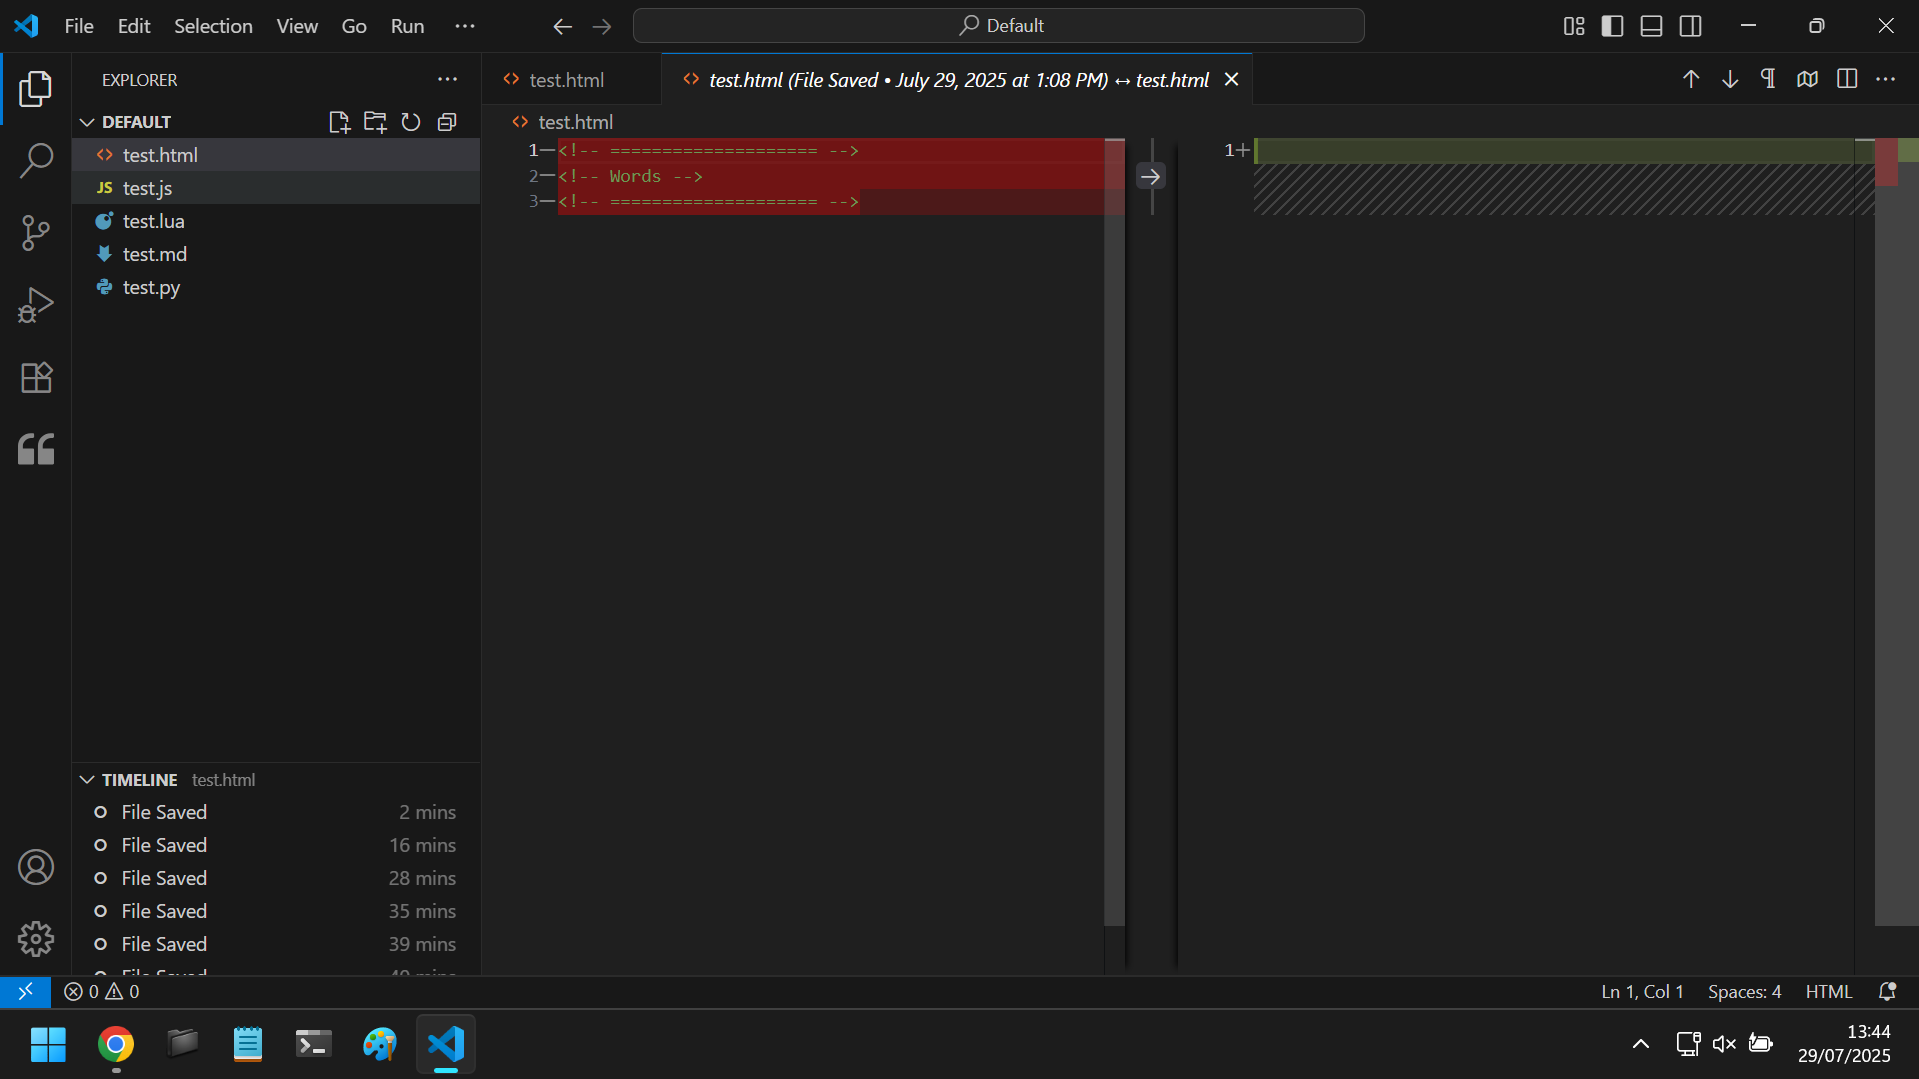 File Edit Selection View Go Run
Default
EXPLORER
DEFAULT
test.html
JS test.js
test.lua
test.md
test.py
TIMELINE test.html
File Saved 2 mins
File Saved 16 mins
File Saved 28 mins
File Saved 35 mins
File Saved 39 mins
test.html
test.html (File Saved • July 29, 2025 at 1:08 PM) ↔ test.html
test.html
1—<!-- ==================== -->
2—<!-- Words -->
3—<!-- ==================== -->
1+
0 0
Ln 1, Col 1 Spaces: 4 HTML
13:44
29/07/2025